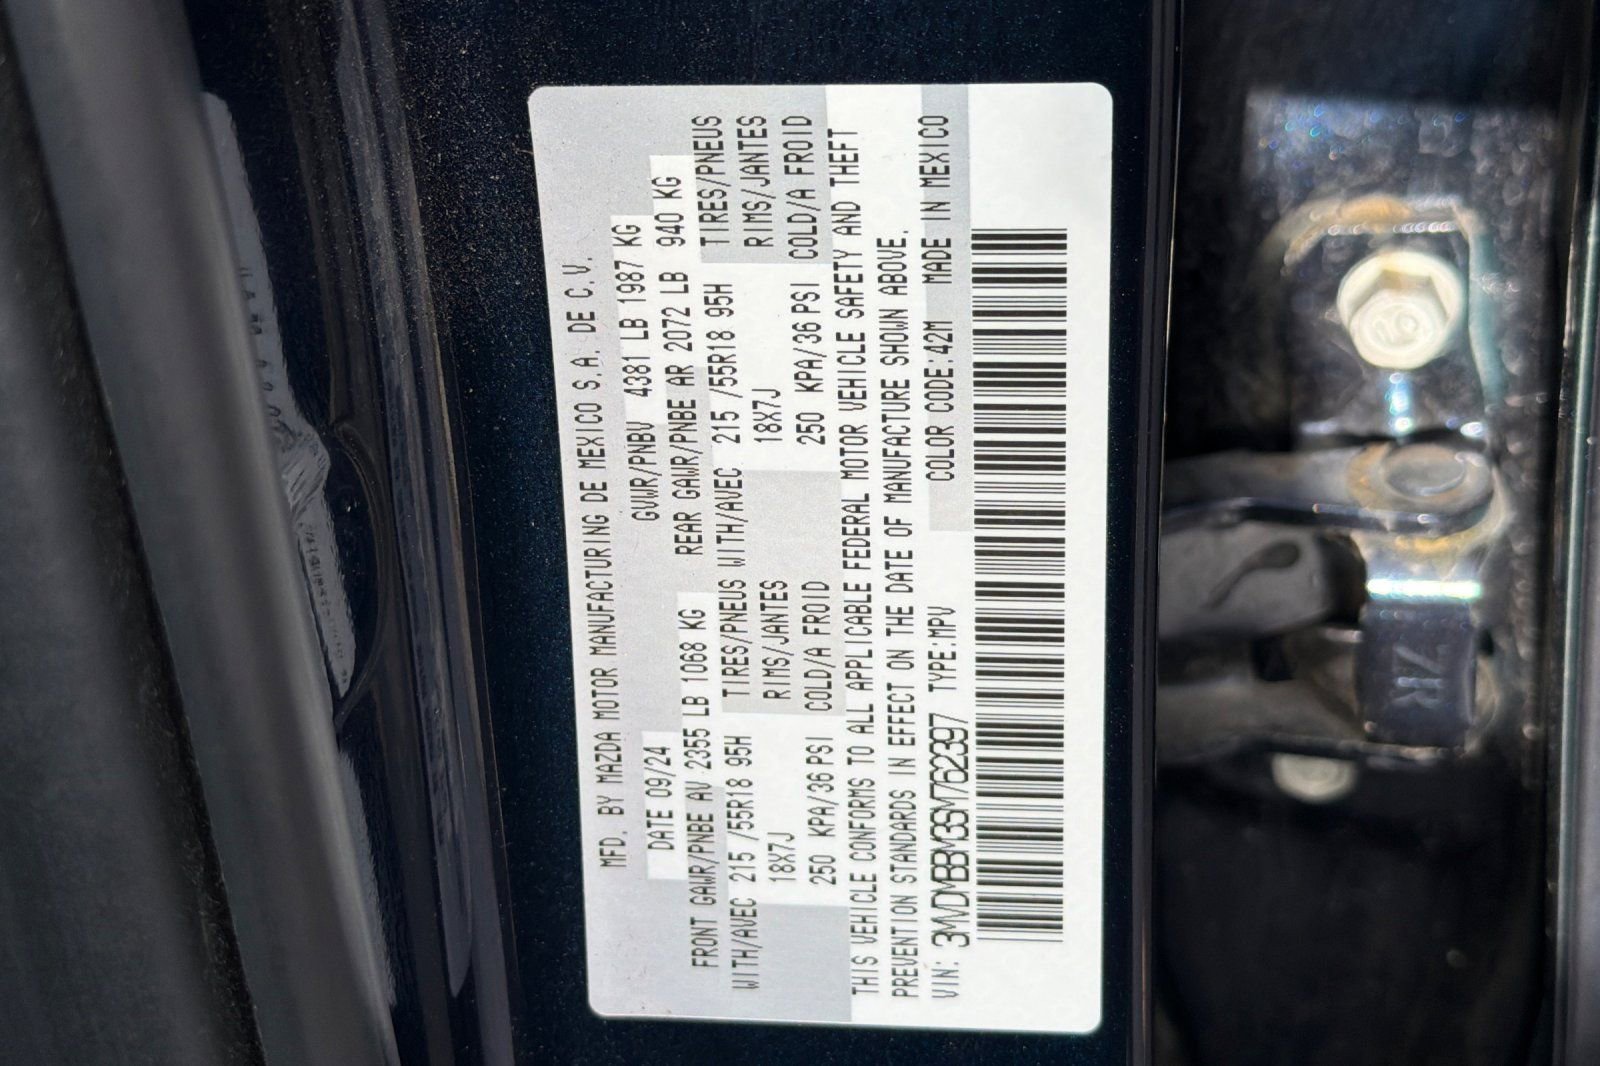 MFD. BY MAZDA MOTOR MANUFACTURING DE MEXICO S.A. DE C.V.
DATE 09/24 GVWR/PNBV 4381 LB 1987 KG
FRONT GAWR/PNBE AV 2355 LB 1068 KG REAR GAWR/PNBE AR 2072 LB 940 KG
WITH/AVEC 215 /55R18 95H TIRES/PNEUS WITH/AVEC 215 /55R18 95H TIRES/PNEUS
18X7J RIMS/JANTES 18X7J RIMS/JANTES
250 KPA/36 PSI COLD/A FROID 250 KPA/36 PSI COLD/A FROID
THIS VEHICLE CONFORMS TO ALL APPLICABLE FEDERAL MOTOR VEHICLE SAFETY AND THEFT
PREVENTION STANDARDS IN EFFECT ON THE DATE OF MANUFACTURE SHOWN ABOVE.
VIN: 3MVDMBBM3SM762397 TYPE:MPV COLOR CODE:42M MADE IN MEXICO
7R